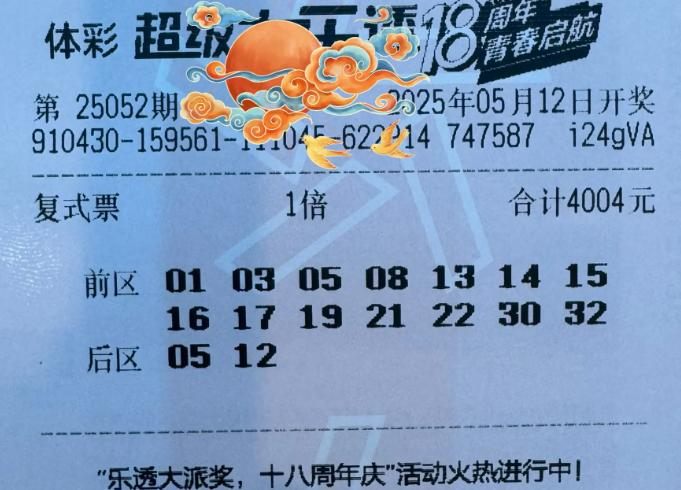 体彩 超级大乐透 18周年 青春启航
第 25052期 2025年05月12日开奖
910430-159561- 747587 i24gVA
复式票 1倍 合计4004元
前区 01 03 05 08 13 14 15
16 17 19 21 22 30 32
后区 05 12
"乐透大派奖，十八周年庆"活动火热进行中!